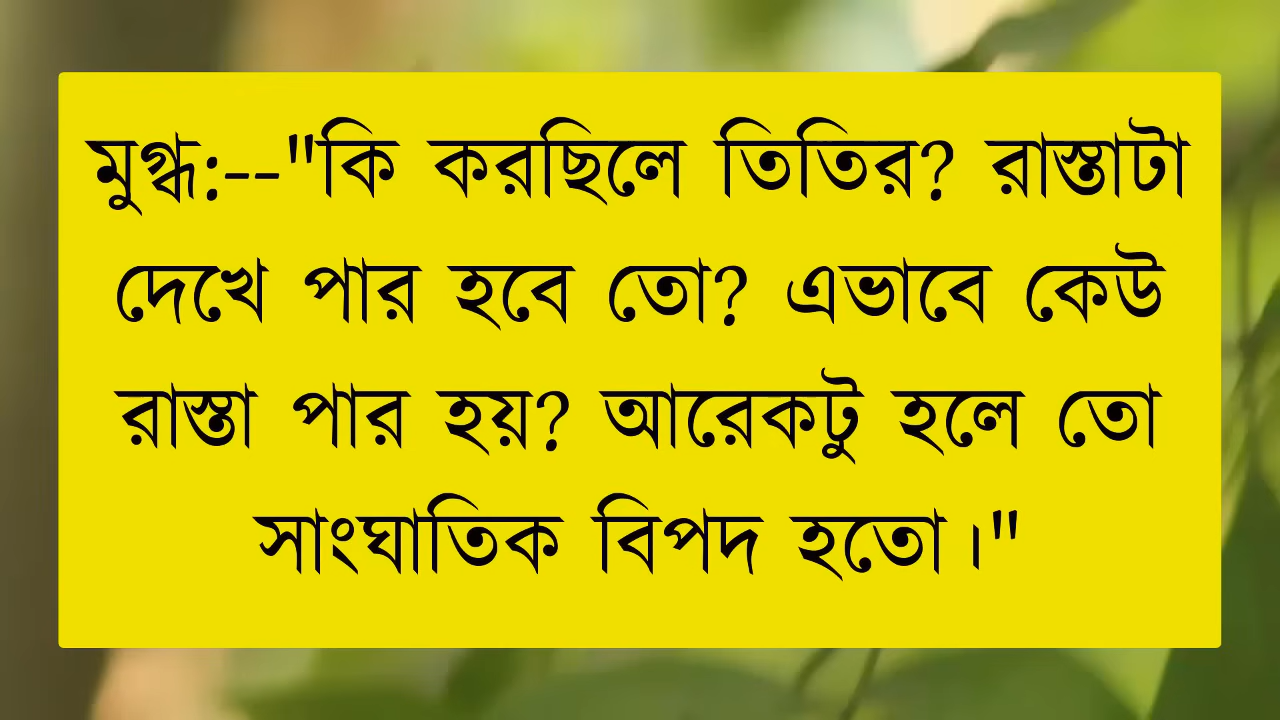 মুগ্ধ:--"কি করছিলে তিতির? রাস্তাটা
দেখে পার হবে তো? এভাবে কেউ
রাস্তা পার হয়? আরেকটু হলে তো
সাংঘাতিক বিপদ হতো।"